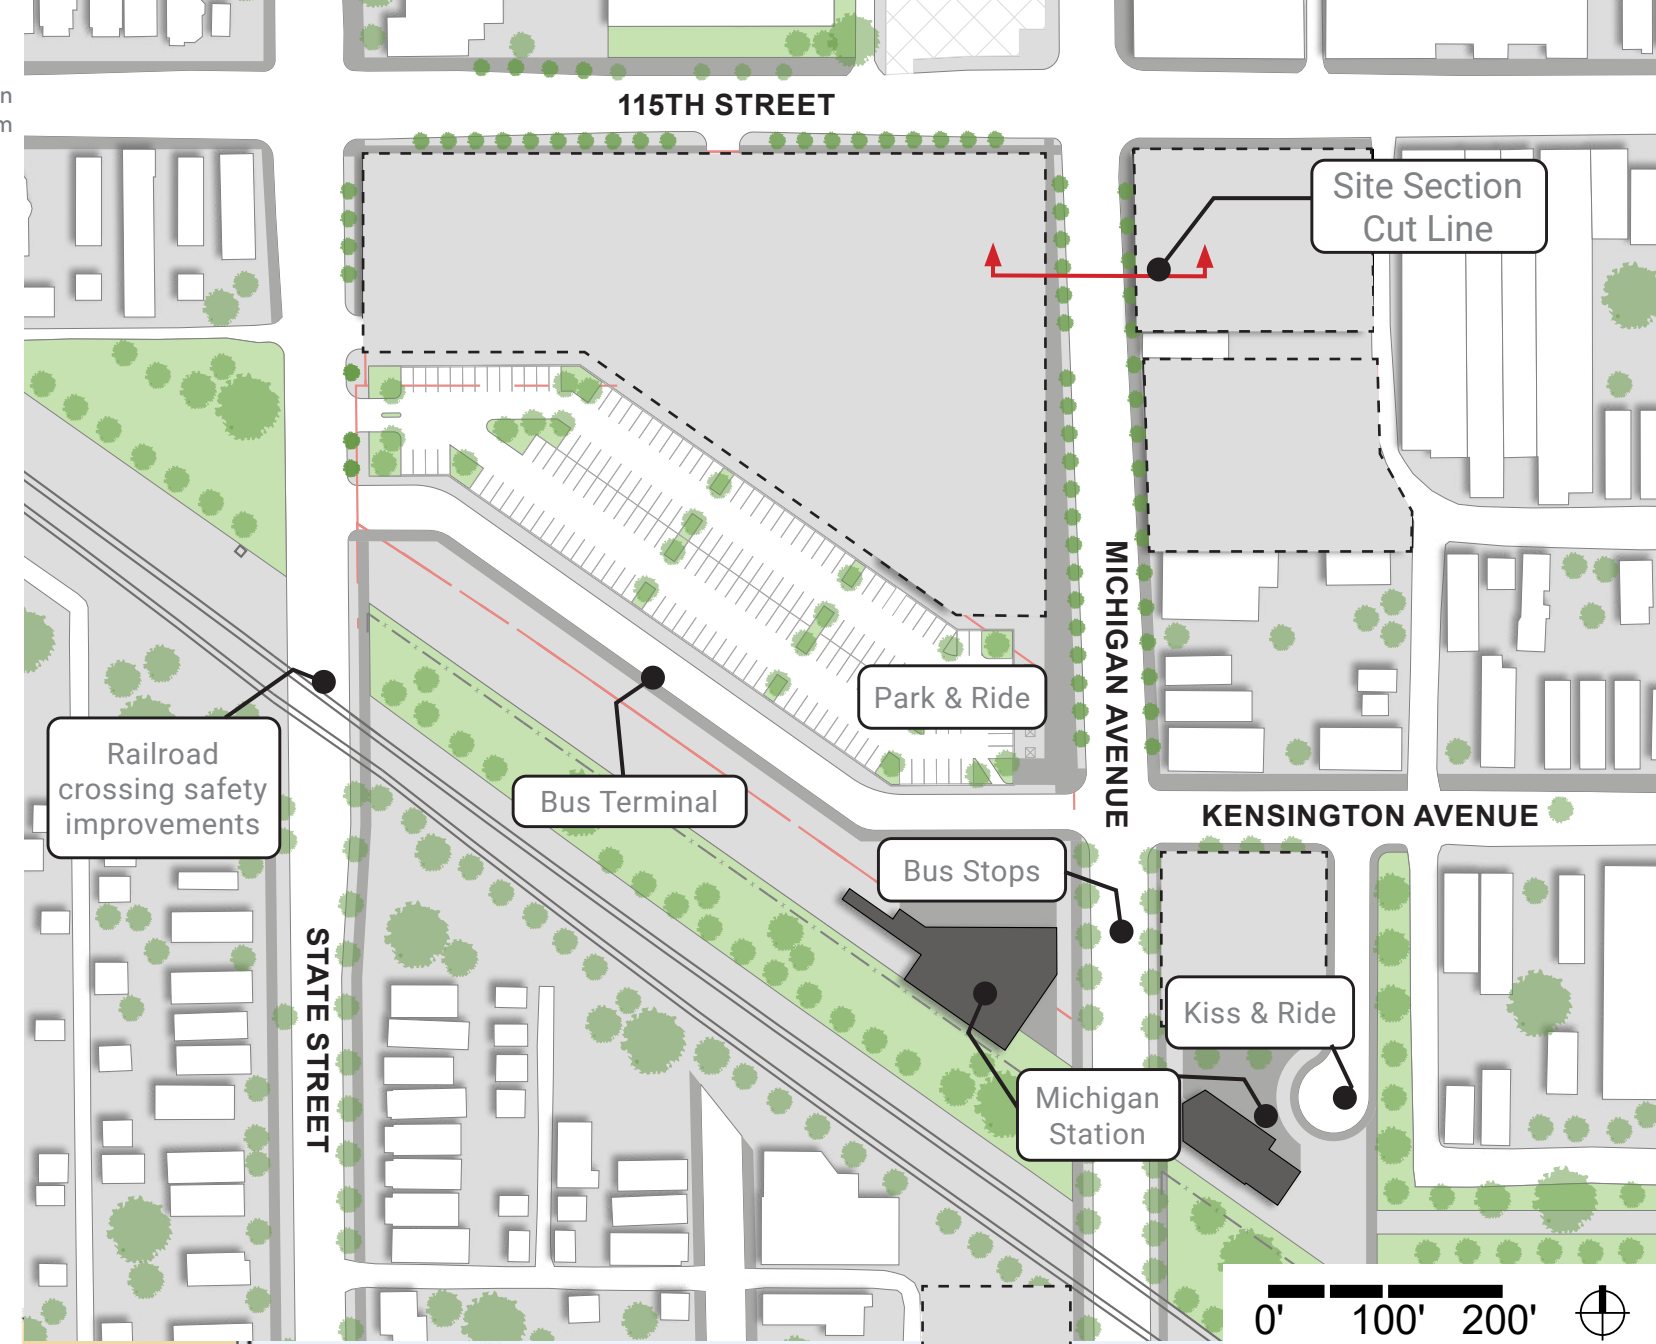 n
m
115TH STREET
Site Section
Cut Line
MICHIGAN AVENUE
Park & Ride
Railroad
crossing safety
improvements
Bus Terminal
KENSINGTON AVENUE
Bus Stops
STATE STREET
Kiss & Ride
Michigan
Station
0' 100' 200'